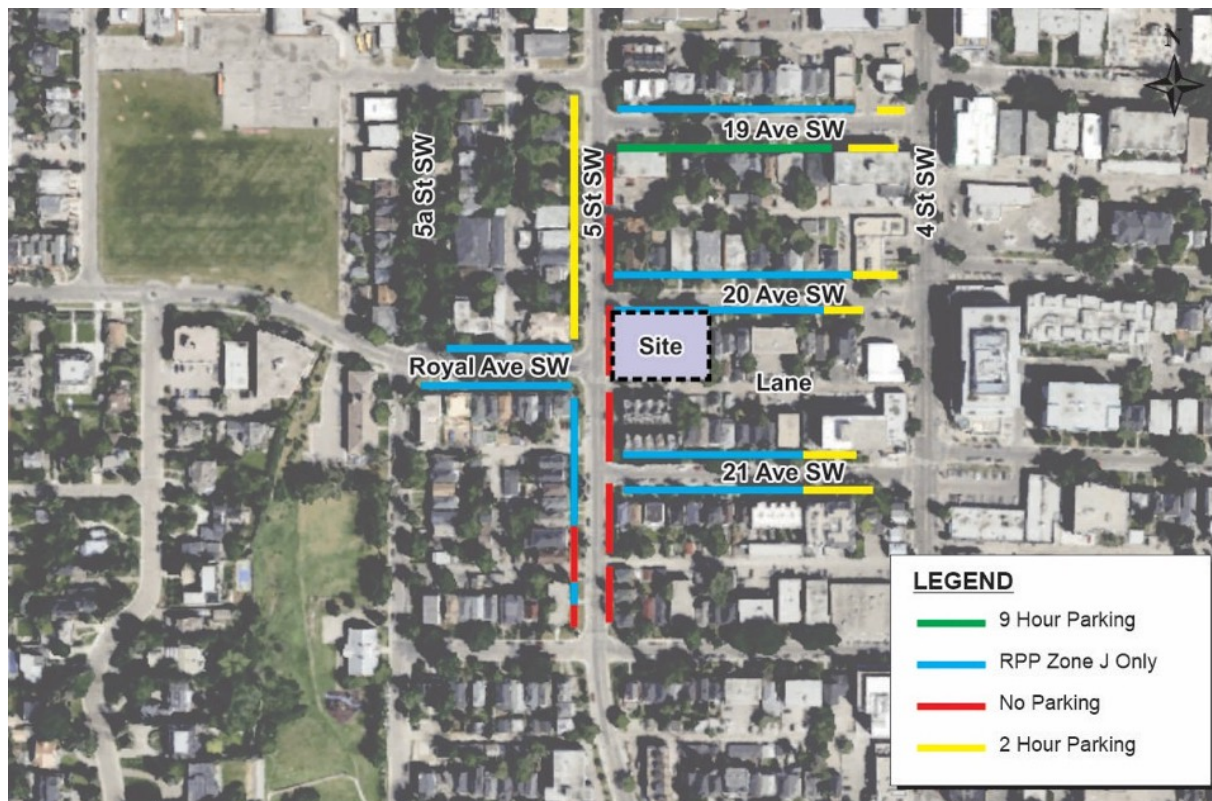 N
19 Ave SW
5a St SW
5 St SW
4 St SW
20 Ave SW
Site
Royal Ave SW
Lane
21 Ave SW
LEGEND
9 Hour Parking
RPP Zone J Only
No Parking
2 Hour Parking